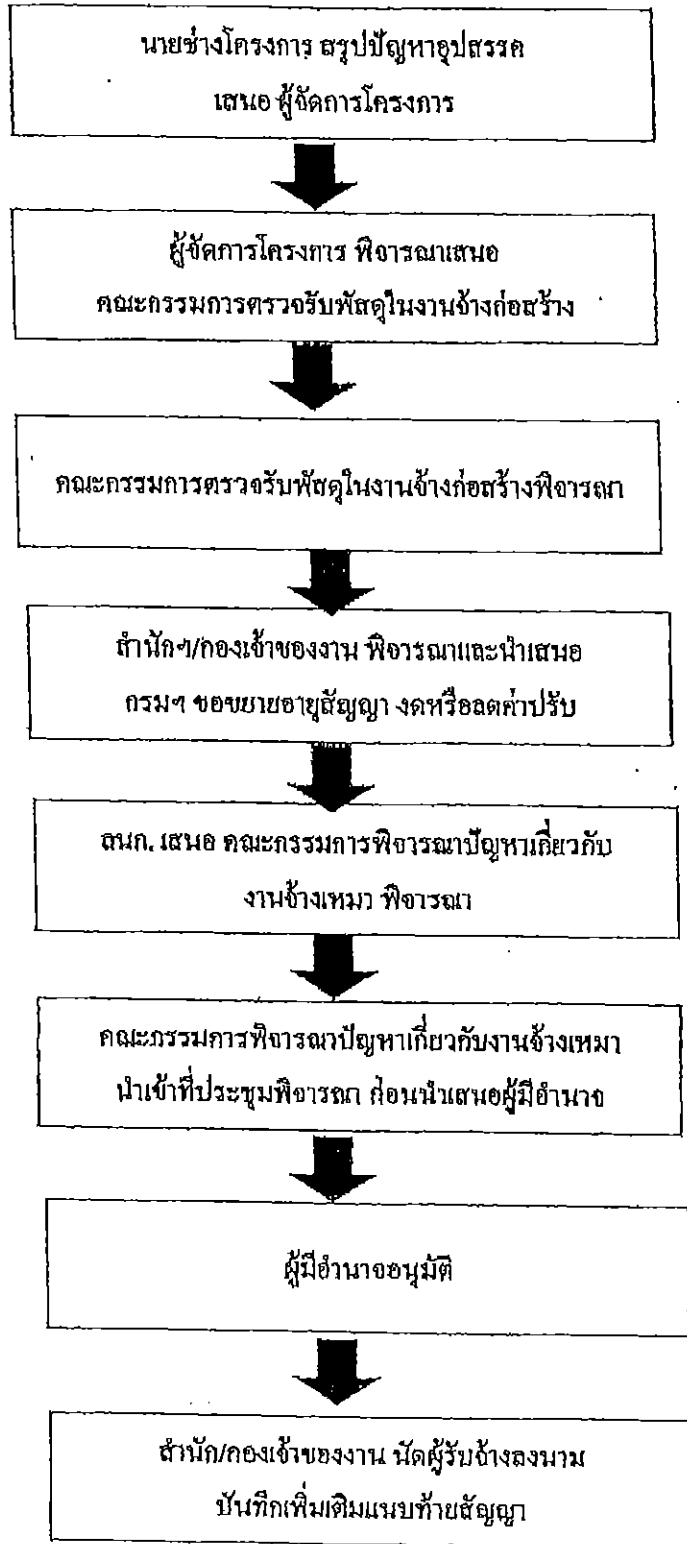 นายช่างโครงการ สรุปปัญหาอุปสรรค
เสนอ ผู้จัดการโครงการ
ผู้จัดการโครงการ พิจารณาเสนอ
คณะกรรมการตรวจรับพัสดุในงานจ้างก่อสร้าง
คณะกรรมการตรวจรับพัสดุในงานจ้างก่อสร้างพิจารณา
สำนักฯ/กองเจ้าของงาน พิจารณาและนำเสนอ
กรมฯ ขอขยายอายุสัญญา งดหรือลดค่าปรับ
สนก. เสนอ คณะกรรมการพิจารณาปัญหาเกี่ยวกับ
งานจ้างเหมา พิจารณา
คณะกรรมการพิจารณาปัญหาเกี่ยวกับงานจ้างเหมา
นำเข้าที่ประชุมพิจารณา ก่อนนำเสนอผู้มีอำนาจ
ผู้มีอำนาจอนุมัติ
สำนัก/กองเจ้าของงาน นัดผู้รับจ้างลงนาม
บันทึกเพิ่มเติมแนบท้ายสัญญา